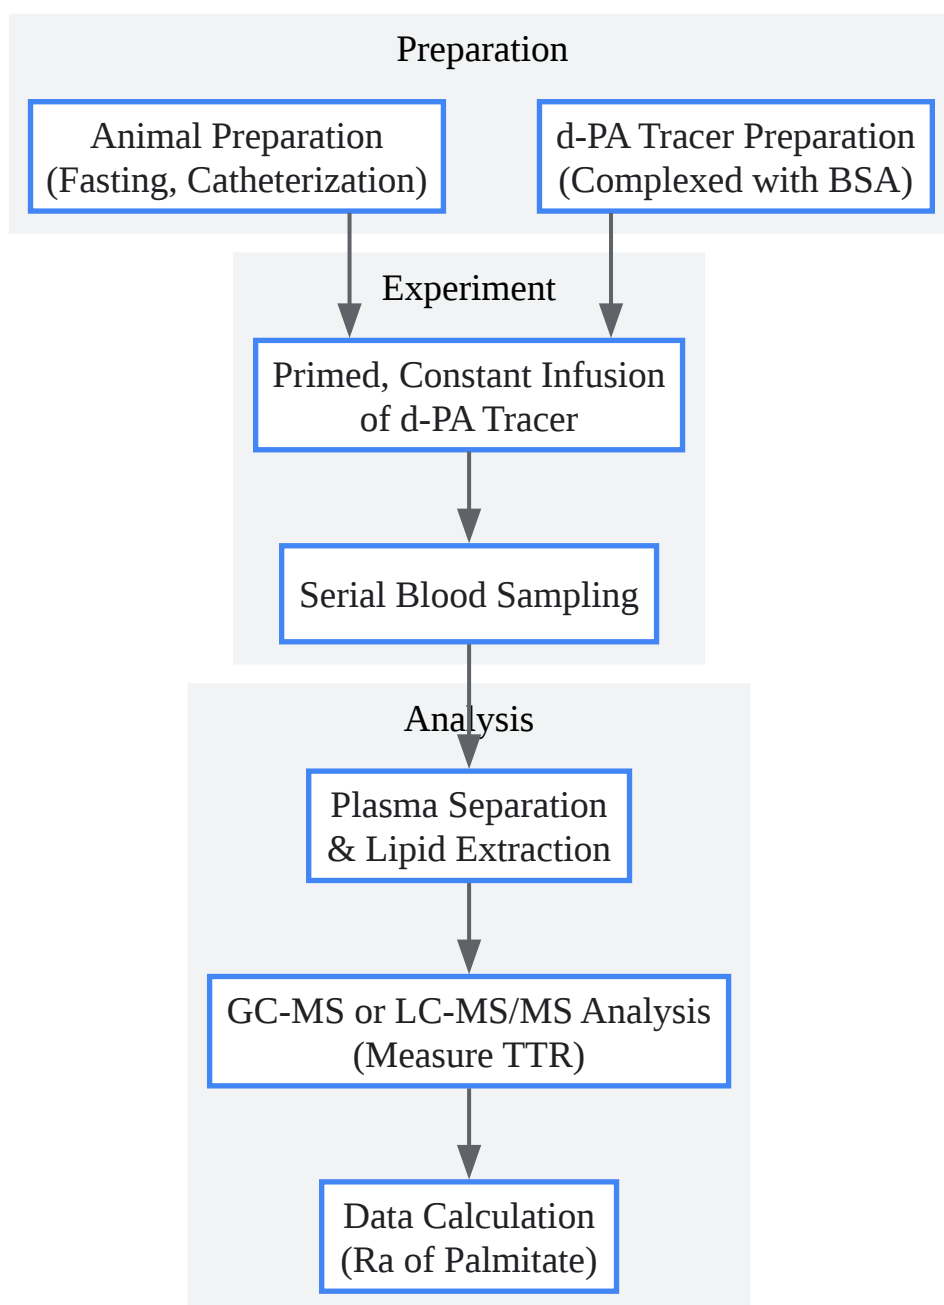 Preparation
Animal Preparation
(Fasting, Catheterization)
d-PA Tracer Preparation
(Complexed with BSA)
Experiment
Primed, Constant Infusion
of d-PA Tracer
Serial Blood Sampling
Analysis
Plasma Separation
& Lipid Extraction
GC-MS or LC-MS/MS Analysis
(Measure TTR)
Data Calculation
(Ra of Palmitate)